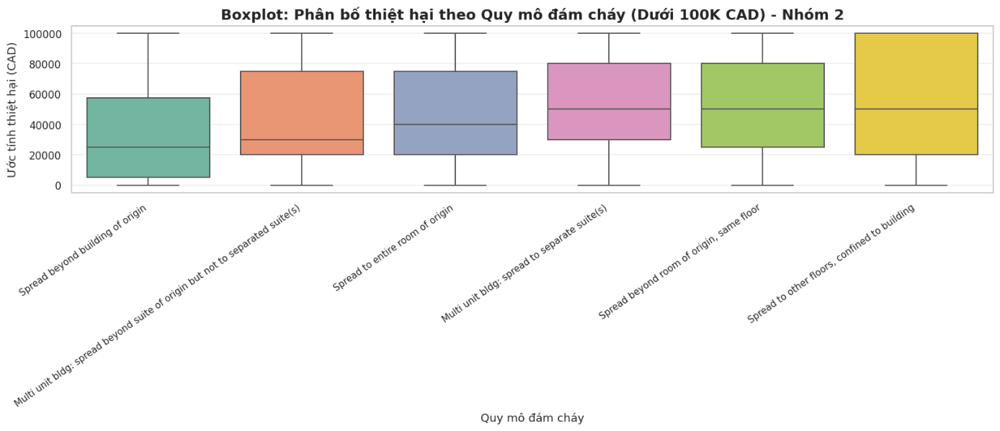 Boxplot: Phân bố thiệt hại theo Quy mô đám cháy (Dưới 100K CAD) - Nhóm 2
Ước tính thiệt hại (CAD)
100000
80000
60000
40000
20000
0
Spread beyond building of origin
Multi unit bldg: spread beyond suite of origin but not to separated suite(s)
Spread to entire room of origin
Multi unit bldg: spread to separate suite(s)
Spread beyond room of origin, same floor
Spread to other floors, confined to building
Quy mô đám cháy